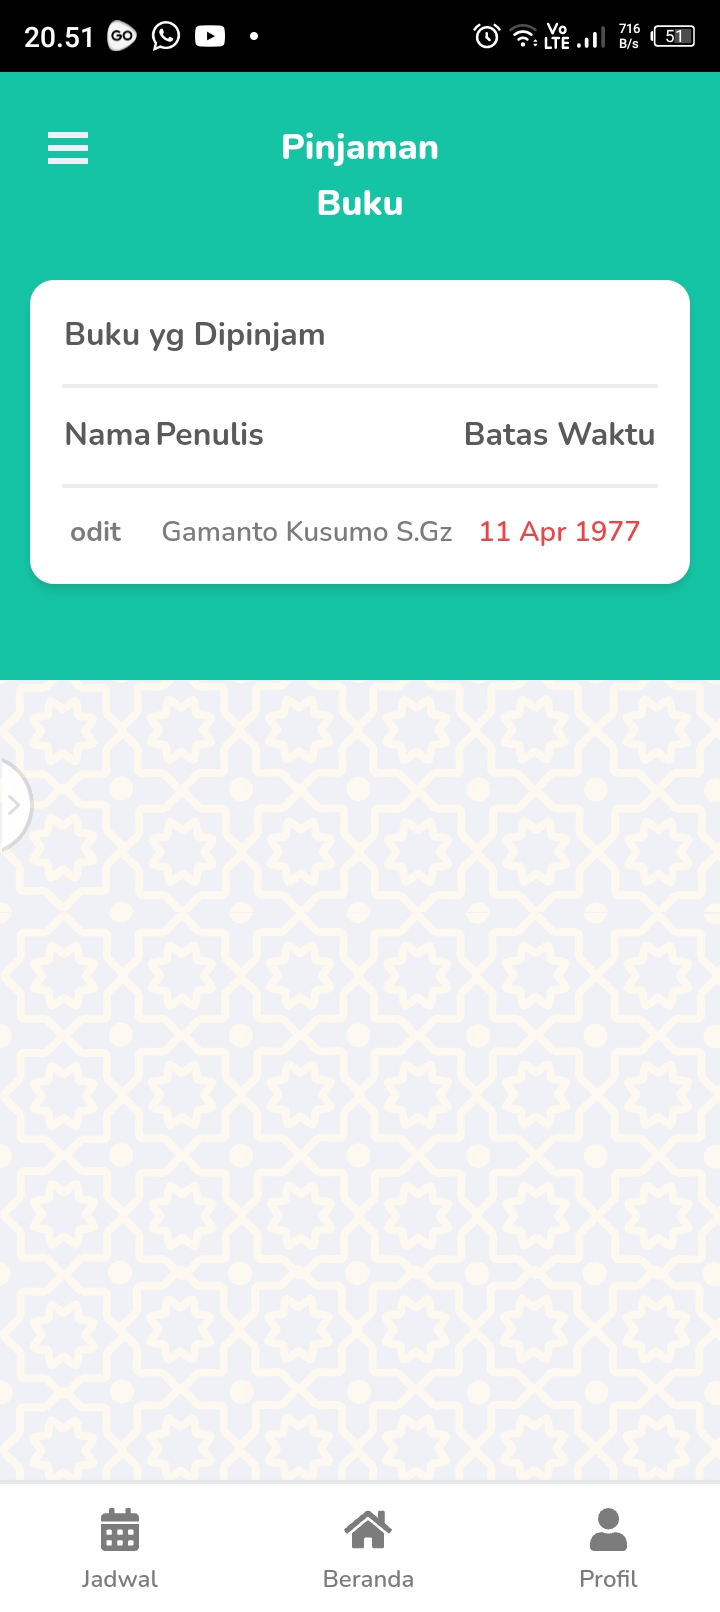 20.51 GO Vo LTE 716 B/s 51
Pinjaman
Buku
Buku yg Dipinjam
Nama Penulis Batas Waktu
odit Gamanto Kusumo S.Gz 11 Apr 1977
Jadwal Beranda Profil